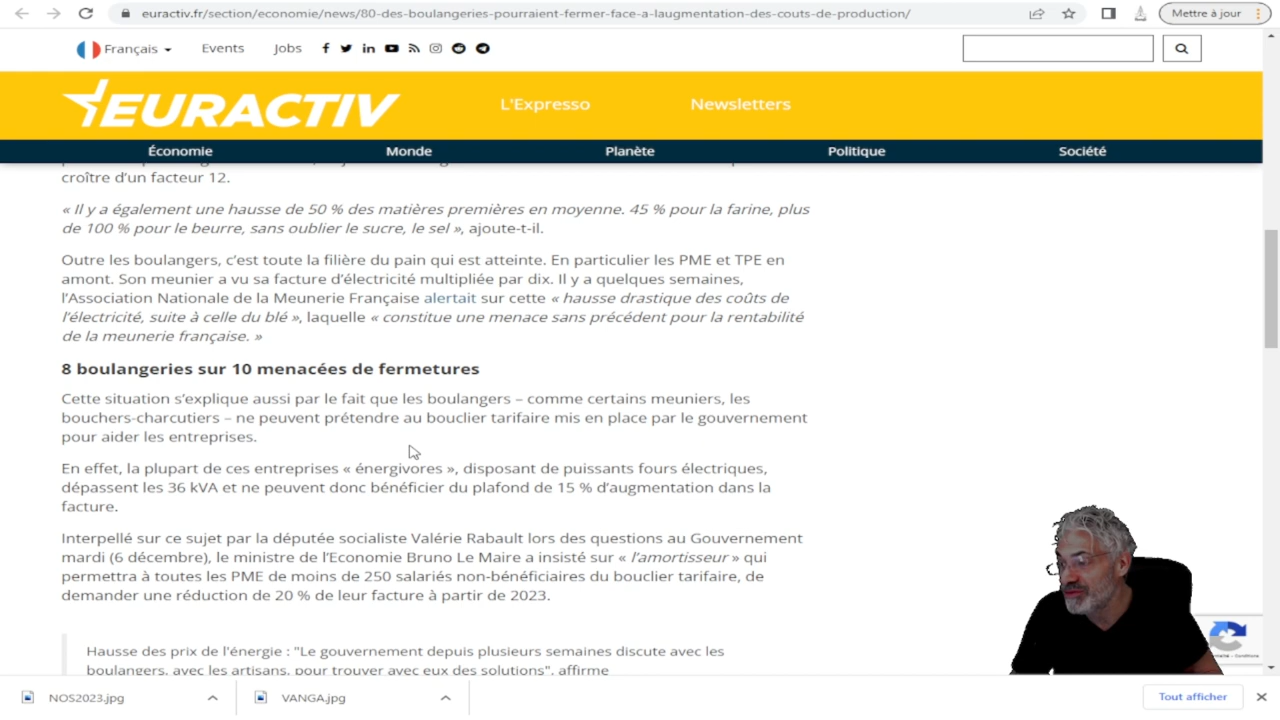 euractiv.fr/section/economie/news/80-des-boulangeries-pourraient-fermer-face-a-laugmentation-des-couts-de-production/
Mettre à jour
Français
Events
Jobs
EURACTIV
L'Expresso
Newsletters
Économie
Monde
Planète
Politique
Société
croître d’un facteur 12.
« Il y a également une hausse de 50 % des matières premières en moyenne. 45 % pour la farine, plus
de 100 % pour le beurre, sans oublier le sucre, le sel », ajoute-t-il.
Outre les boulangers, c’est toute la filière du pain qui est atteinte. En particulier les PME et TPE en
amont. Son meunier a vu sa facture d’électricité multipliée par dix. Il y a quelques semaines,
l’Association Nationale de la Meunerie Française alertait sur cette « hausse drastique des coûts de
l’électricité, suite à celle du blé », laquelle « constitue une menace sans précédent pour la rentabilité
de la meunerie française. »
8 boulangeries sur 10 menacées de fermetures
Cette situation s’explique aussi par le fait que les boulangers – comme certains meuniers, les
bouchers-charcutiers – ne peuvent prétendre au bouclier tarifaire mis en place par le gouvernement
pour aider les entreprises.
En effet, la plupart de ces entreprises « énergivores », disposant de puissants fours électriques,
dépassent les 36 kVA et ne peuvent donc bénéficier du plafond de 15 % d’augmentation dans la
facture.
Interpellé sur ce sujet par la députée socialiste Valérie Rabault lors des questions au Gouvernement
mardi (6 décembre), le ministre de l’Economie Bruno Le Maire a insisté sur « l’amortisseur » qui
permettra à toutes les PME de moins de 250 salariés non-bénéficiaires du bouclier tarifaire, de
demander une réduction de 20 % de leur facture à partir de 2023.
Hausse des prix de l'énergie : "Le gouvernement depuis plusieurs semaines discute avec les
boulangers, avec les artisans, pour trouver avec eux des solutions", affirme
NOS2023.jpg
VANGA.jpg
Tout afficher